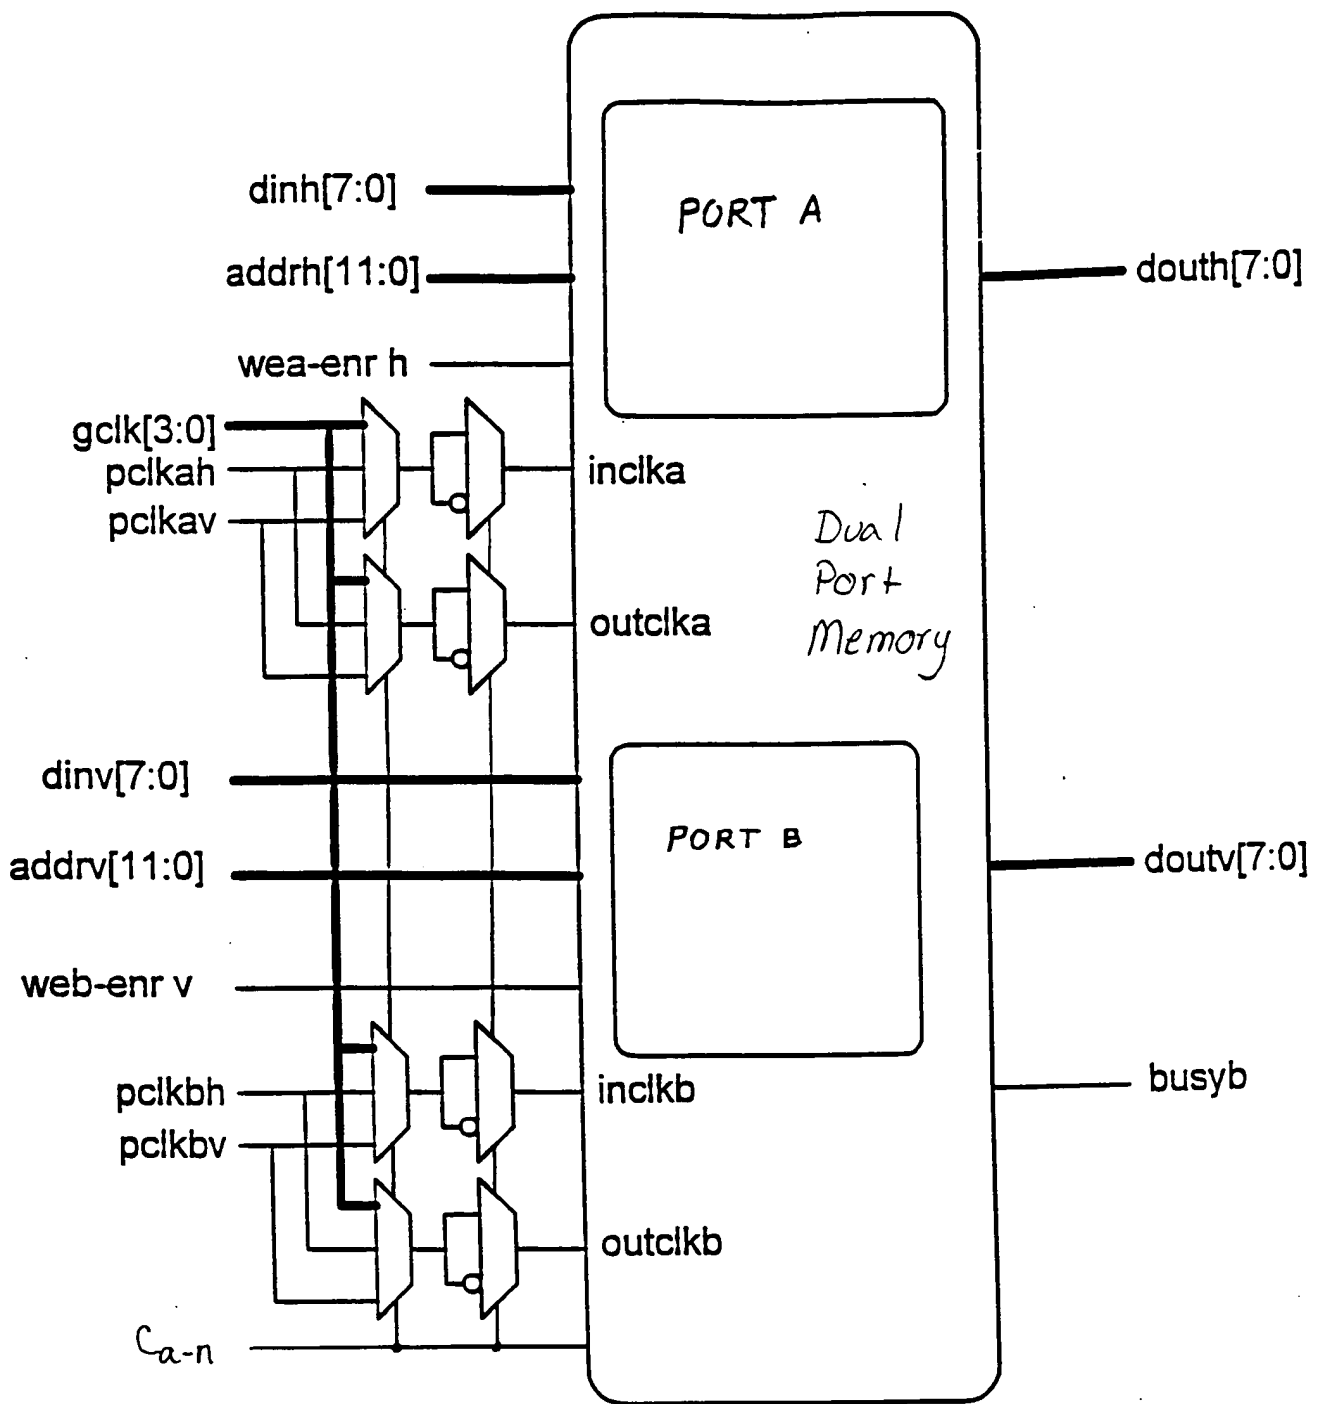 PORT A
dinh[7:0]
addrh[11:0]
douth[7:0]
wea-enr h
gclk[3:0]
pclkah
pclkav
inclka
outclka
Dual
Port
Memory
dinv[7:0]
addrv[11:0]
PORT B
doutv[7:0]
web-enr v
busyb
pclkbh
pclkbv
inclkb
outclkb
Ca-n